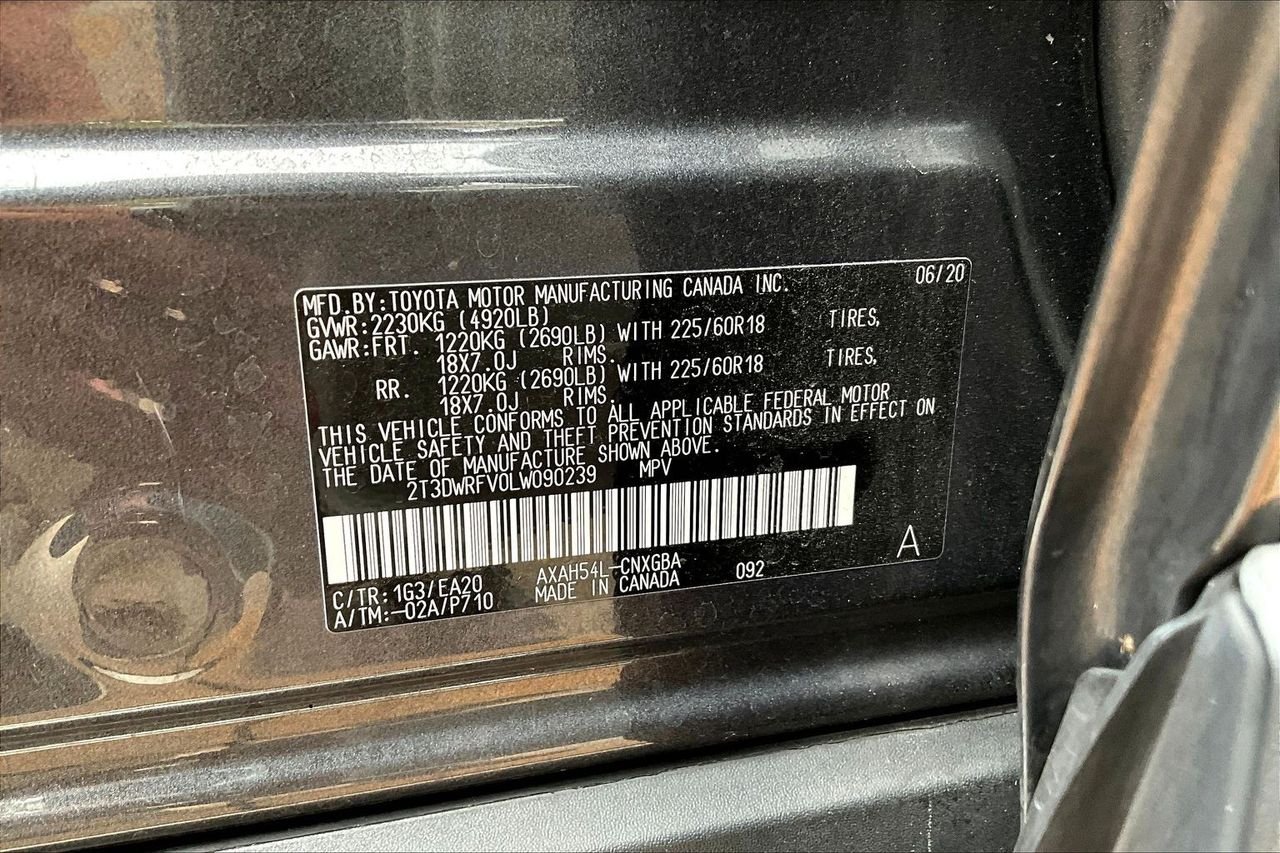 MFD.BY:TOYOTA MOTOR MANUFACTURING CANADA INC. 06/20
GVWR:2230KG (4920LB)
GAWR:FRT. 1220KG (2690LB) WITH 225/60R18 TIRES,
18X7.0J RIMS.
RR. 1220KG (2690LB) WITH 225/60R18 TIRES,
18X7.0J RIMS.
THIS VEHICLE CONFORMS TO ALL APPLICABLE FEDERAL MOTOR
VEHICLE SAFETY AND THEFT PREVENTION STANDARDS IN EFFECT ON
THE DATE OF MANUFACTURE SHOWN ABOVE.
2T3DWRFV0LW090239 MPV
C/TR:1G3/EA20 AXAH54L-CNXGBA 092 A
A/TM:-02A/P710 MADE IN CANADA